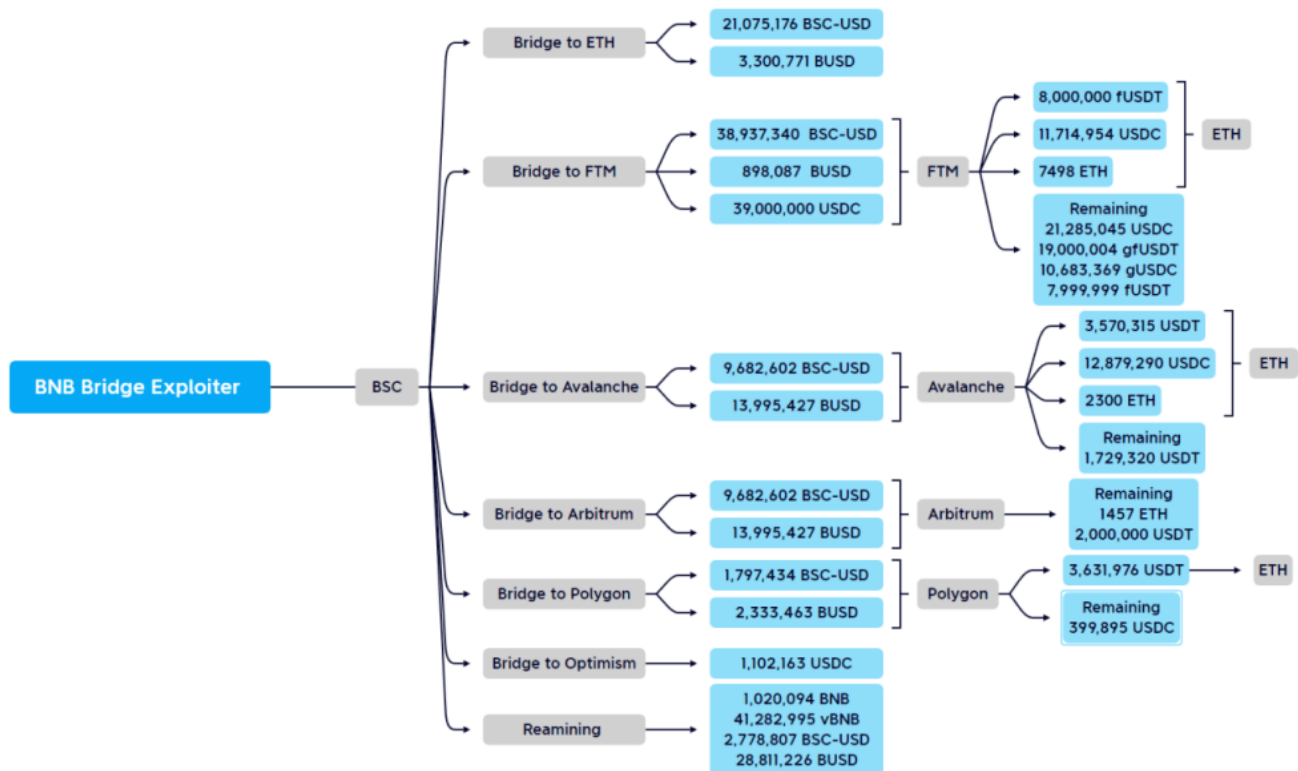 BNB Bridge Exploiter
BSC
Bridge to ETH
21,075,176 BSC-USD
3,300,771 BUSD
Bridge to FTM
38,937,340 BSC-USD
898,087 BUSD
39,000,000 USDC
FTM
8,000,000 fUSDT
11,714,954 USDC
7498 ETH
ETH
Remaining
21,285,045 USDC
19,000,004 gfUSDT
10,683,369 gUSDC
7,999,999 fUSDT
Bridge to Avalanche
9,682,602 BSC-USD
13,995,427 BUSD
Avalanche
3,570,315 USDT
12,879,290 USDC
2300 ETH
ETH
Remaining
1,729,320 USDT
Bridge to Arbitrum
9,682,602 BSC-USD
13,995,427 BUSD
Arbitrum
Remaining
1457 ETH
2,000,000 USDT
Bridge to Polygon
1,797,434 BSC-USD
2,333,463 BUSD
Polygon
3,631,976 USDT
ETH
Remaining
399,895 USDC
Bridge to Optimism
1,102,163 USDC
Reamining
1,020,094 BNB
41,282,995 vBNB
2,778,807 BSC-USD
28,811,226 BUSD